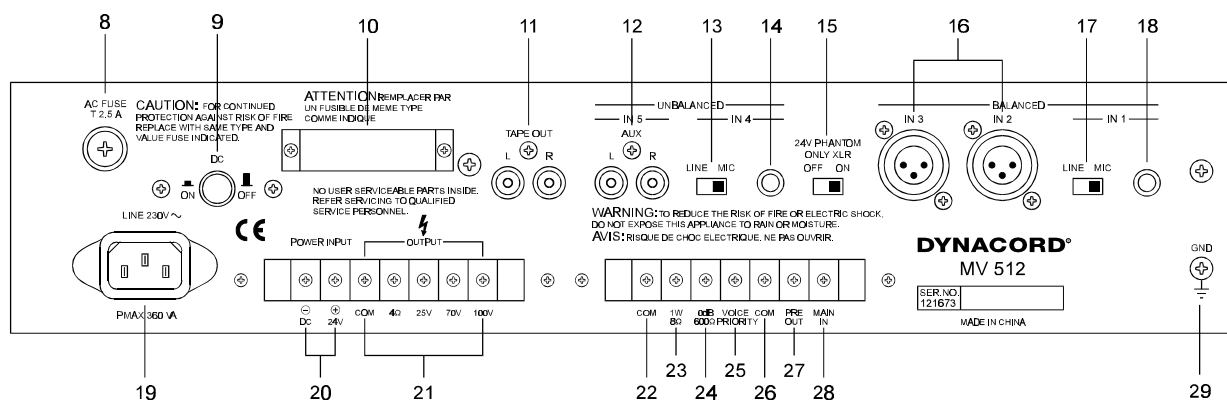 8 9 10 11 12 13 14 15 16 17 18
AC FUSE
T 2,5 A
CAUTION: FOR CONTINUED
PROTECTION AGAINST RISK OF FIRE
REPLACE WITH SAME TYPE AND
VALUE FUSE INDICATED.
DC
ON OFF
ATTENTION: REMPLACER PAR
UN FUSIBLE DE MEME TYPE
COMME INDIQUE
NO USER SERVICEABLE PARTS INSIDE.
REFER SERVICING TO QUALIFIED
SERVICE PERSONNEL.
TAPE OUT
L R
UNBALANCED
IN 5 IN 4
AUX
L R
LINE MIC
24V PHANTOM
ONLY XLR
OFF ON
BALANCED
IN 3 IN 2 IN 1
LINE MIC
WARNING: TO REDUCE THE RISK OF FIRE OR ELECTRIC SHOCK,
DO NOT EXPOSE THIS APPLIANCE TO RAIN OR MOISTURE.
AVIS: RISQUE DE CHOC ELECTRIQUE. NE PAS OUVRIR.
LINE 230V ~
PMAX 360 VA
CE
POWER INPUT OUTPUT
⊖ ⊕
DC 24V COM 4Ω 25V 70V 100V
COM 1W 8Ω 0dB 600Ω VOICE PRIORITY COM PRE OUT MAIN IN
DYNACORD®
MV 512
SER.NO.
121673
MADE IN CHINA
GND
19 20 21 22 23 24 25 26 27 28 29